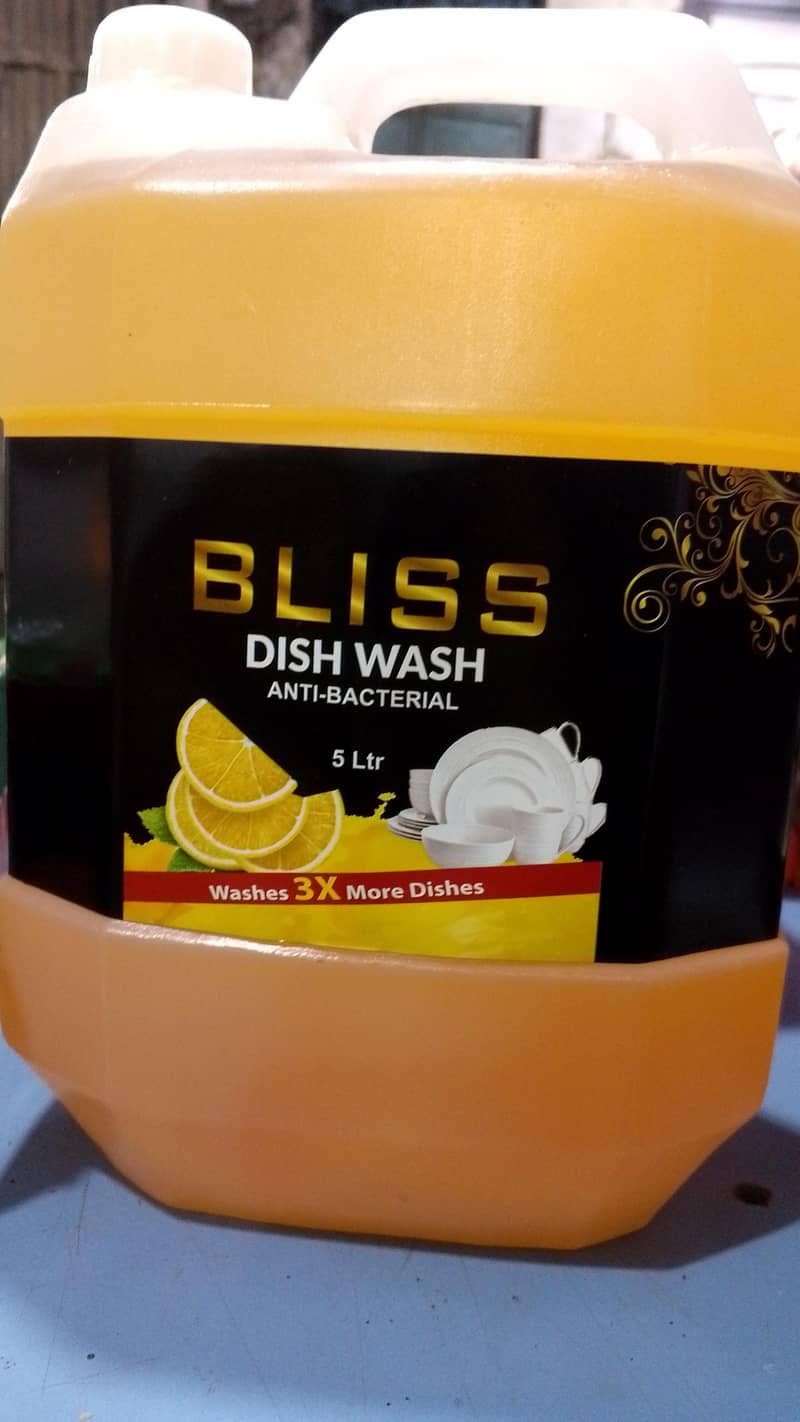 BLISS
DISH WASH
ANTI-BACTERIAL
5 Ltr
Washes 3X More Dishes